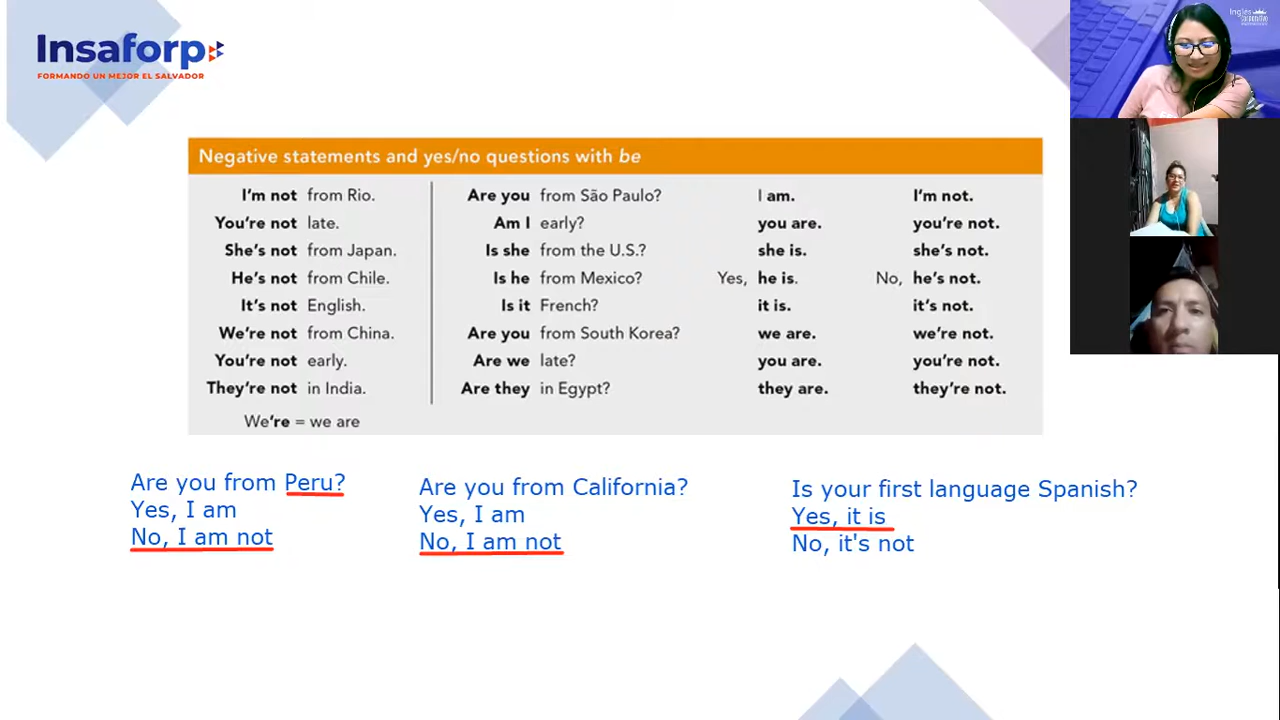 Insaforp
FORMANDO UN MEJOR EL SALVADOR
Negative statements and yes/no questions with be
I'm not from Rio.
You're not late.
She's not from Japan.
He's not from Chile.
It's not English.
We're not from China.
You're not early.
They're not in India.
We're = we are
Are you from São Paulo?
Am I early?
Is she from the U.S.?
Is he from Mexico?
Is it French?
Are you from South Korea?
Are we late?
Are they in Egypt?
Yes,
I am.
you are.
she is.
he is.
it is.
we are.
you are.
they are.
No,
I'm not.
you're not.
she's not.
he's not.
it's not.
we're not.
you're not.
they're not.
Are you from Peru?
Yes, I am
No, I am not
Are you from California?
Yes, I am
No, I am not
Is your first language Spanish?
Yes, it is
No, it's not
Inglés